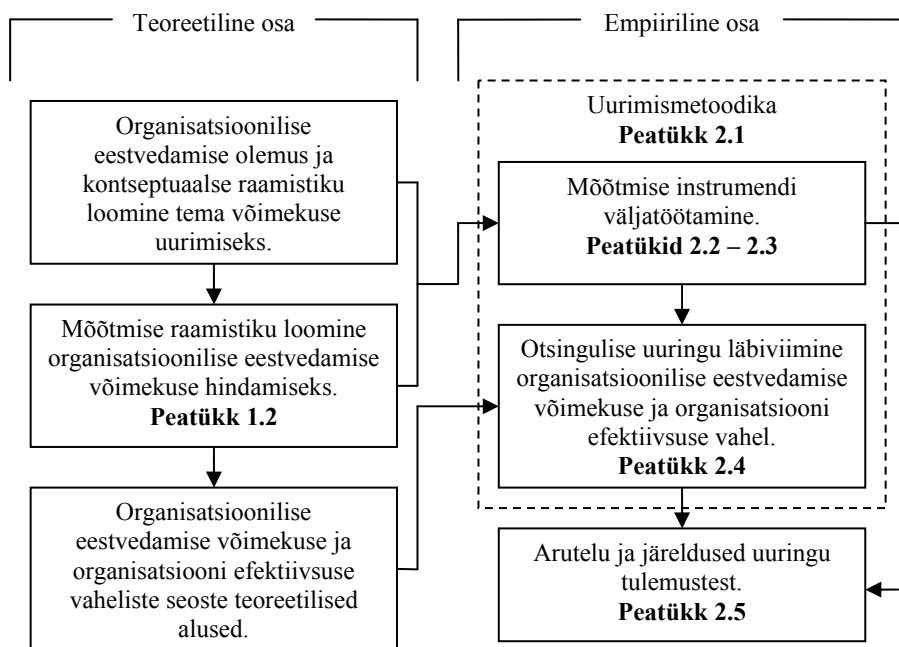 Teoreetiline osa
Organisatsioonilise
eestvedamise olemus ja
kontseptuaalse raamistiku
loomine tema võimekuse
uurimiseks.
Mõõtmise raamistiku loomine
organisatsioonilise eestvedamise
võimekuse hindamiseks.
Peatükk 1.2
Organisatsioonilise
eestvedamise võimekuse ja
organisatsiooni efektiivsuse
vaheliste seoste teoreetilised
alused.
Empiiriline osa
Uurimismetoodika
Peatükk 2.1
Mõõtmise instrumendi
väljatöötamine.
Peatükid 2.2 – 2.3
Otsingulise uuringu läbiviimine
organisatsioonilise eestvedamise
võimekuse ja organisatsiooni
efektiivsuse vahel.
Peatükk 2.4
Arutelu ja järeldused uuringu
tulemustest.
Peatükk 2.5